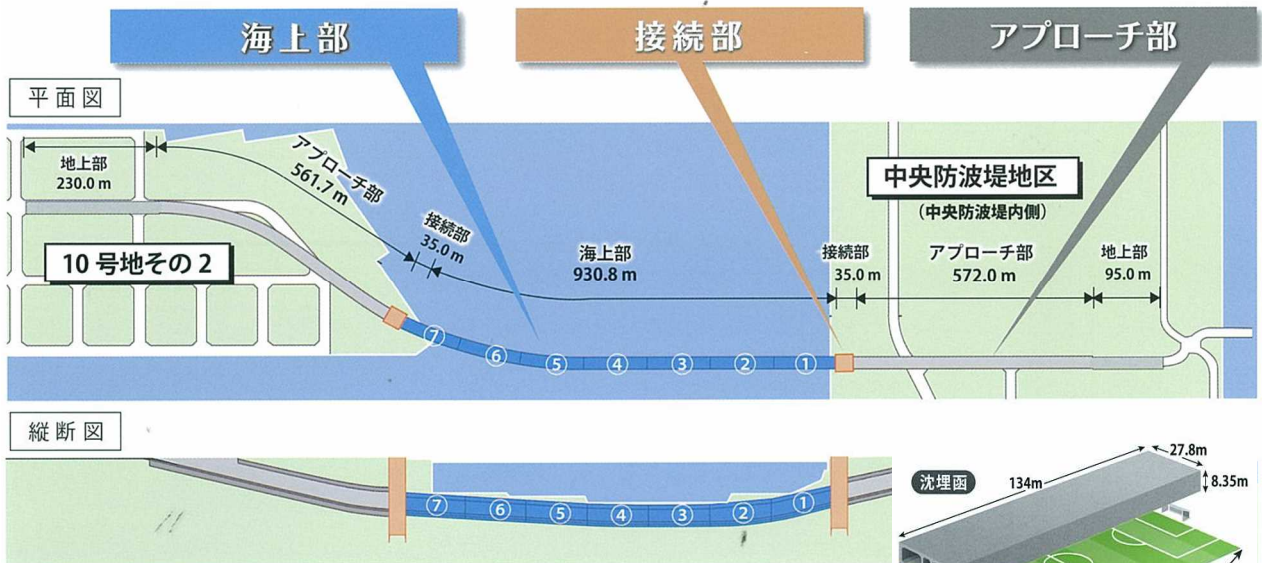 海上部
接続部
アプローチ部
平面図
地上部
230.0 m
アプローチ部
561.7 m
接続部
35.0 m
海上部
930.8 m
中央防波堤地区
（中央防波堤内側）
接続部
35.0 m
アプローチ部
572.0 m
地上部
95.0 m
10 号地その 2
⑦
⑥
⑤
④
③
②
①
縦断図
⑦
⑥
⑤
④
③
②
①
沈埋函
134m
27.8m
8.35m